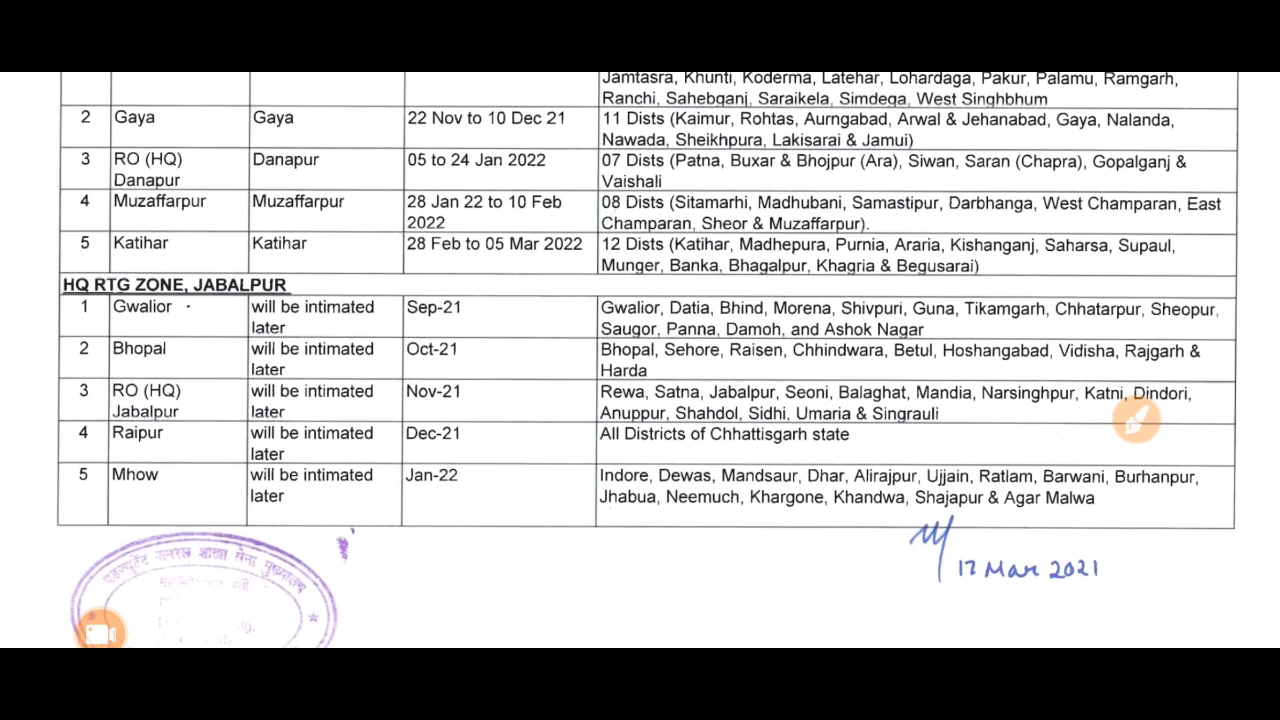 Jamtasra, Khunti, Koderma, Latehar, Lohardaga, Pakur, Palamu, Ramgarh,
Ranchi, Sahebganj, Saraikela, Simdega, West Singhbhum
2 Gaya Gaya 22 Nov to 10 Dec 21 11 Dists (Kaimur, Rohtas, Aurngabad, Arwal & Jehanabad, Gaya, Nalanda,
Nawada, Sheikhpura, Lakisarai & Jamui)
3 RO (HQ) Danapur 05 to 24 Jan 2022 07 Dists (Patna, Buxar & Bhojpur (Ara), Siwan, Saran (Chapra), Gopalganj &
Danapur Vaishali
4 Muzaffarpur Muzaffarpur 28 Jan 22 to 10 Feb 08 Dists (Sitamarhi, Madhubani, Samastipur, Darbhanga, West Champaran, East
2022 Champaran, Sheor & Muzaffarpur).
5 Katihar Katihar 28 Feb to 05 Mar 2022 12 Dists (Katihar, Madhepura, Purnia, Araria, Kishanganj, Saharsa, Supaul,
Munger, Banka, Bhagalpur, Khagria & Begusarai)
HQ RTG ZONE, JABALPUR
1 Gwalior - will be intimated Sep-21 Gwalior, Datia, Bhind, Morena, Shivpuri, Guna, Tikamgarh, Chhatarpur, Sheopur,
later Saugor, Panna, Damoh, and Ashok Nagar
2 Bhopal will be intimated Oct-21 Bhopal, Sehore, Raisen, Chhindwara, Betul, Hoshangabad, Vidisha, Rajgarh &
later Harda
3 RO (HQ) will be intimated Nov-21 Rewa, Satna, Jabalpur, Seoni, Balaghat, Mandia, Narsinghpur, Katni, Dindori,
Jabalpur later Anuppur, Shahdol, Sidhi, Umaria & Singrauli
4 Raipur will be intimated Dec-21 All Districts of Chhattisgarh state
later
5 Mhow will be intimated Jan-22 Indore, Dewas, Mandsaur, Dhar, Alirajpur, Ujjain, Ratlam, Barwani, Burhanpur,
later Jhabua, Neemuch, Khargone, Khandwa, Shajapur & Agar Malwa
17 Mar 2021
एडज्युटेंट जनरल शाखा सेना मुख्यालय